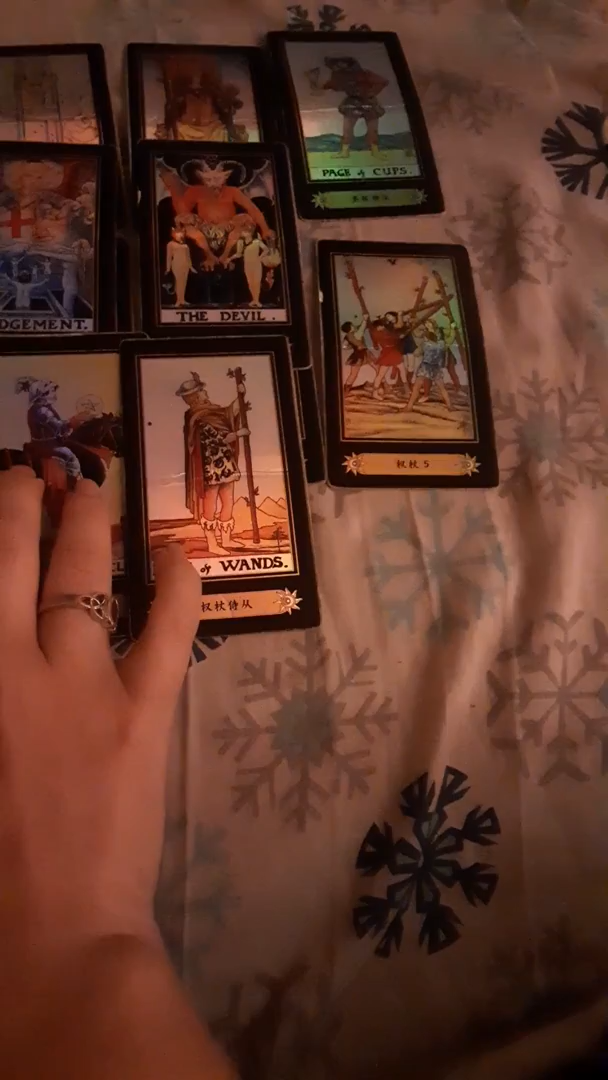 PAGE of CUPS.
DGEMENT.
THE DEVIL.
权杖 5
of WANDS.
权杖侍从